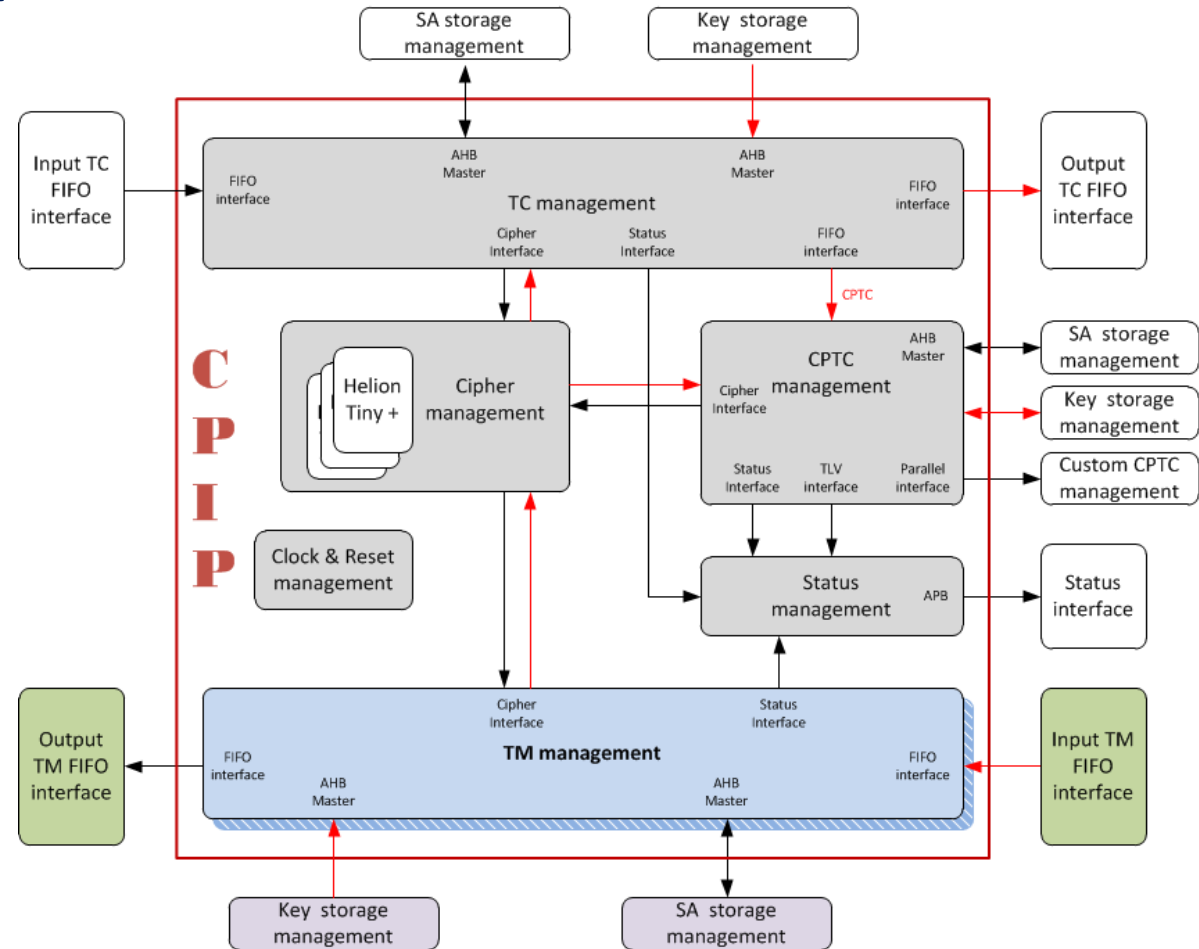 SA storage
management
Key storage
management
Input TC
FIFO
interface
FIFO
interface
AHB
Master
AHB
Master
FIFO
interface
TC management
Cipher
Interface
Status
Interface
FIFO
interface
Output
TC FIFO
interface
CPTC
C
P
I
P
Helion
Tiny +
Cipher
management
CPTC
management
AHB
Master
Cipher
Interface
Status
Interface
TLV
interface
Parallel
interface
SA storage
management
Key storage
management
Custom CPTC
management
Clock & Reset
management
Status
management
APB
Status
interface
Output
TM FIFO
interface
Cipher
Interface
Status
Interface
TM management
FIFO
interface
AHB
Master
AHB
Master
FIFO
interface
Input TM
FIFO
interface
Key storage
management
SA storage
management